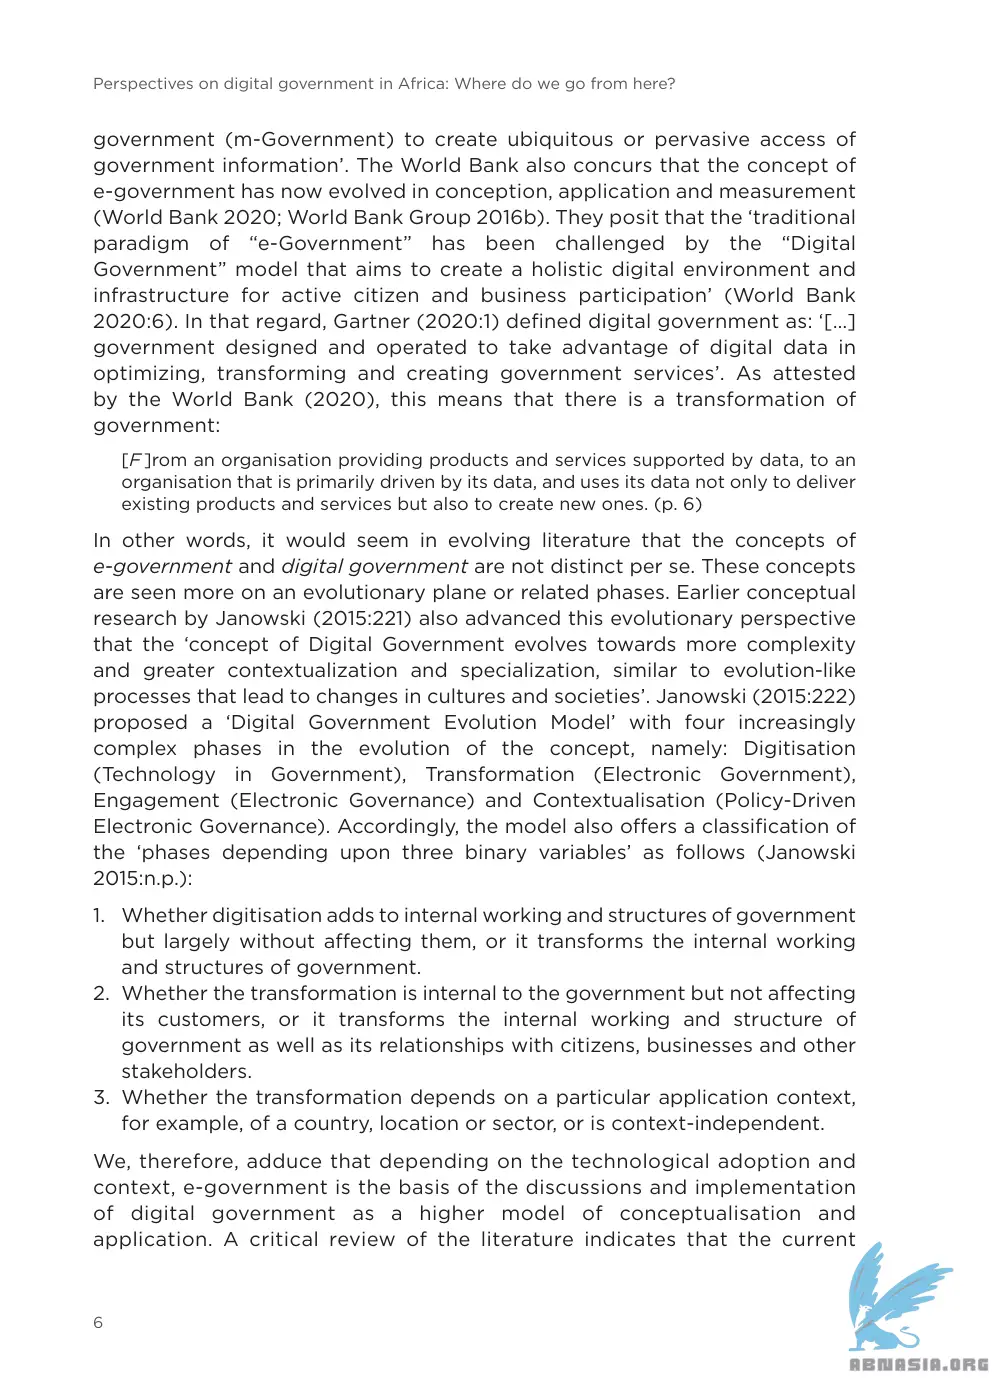 Perspectives on digital government in Africa: Where do we go from here?
government (m-Government) to create ubiquitous or pervasive access of
government information’. The World Bank also concurs that the concept of
e-government has now evolved in conception, application and measurement
(World Bank 2020; World Bank Group 2016b). They posit that the ‘traditional
paradigm of “e-Government” has been challenged by the “Digital
Government” model that aims to create a holistic digital environment and
infrastructure for active citizen and business participation’ (World Bank
2020:6). In that regard, Gartner (2020:1) defined digital government as: ‘[…]
government designed and operated to take advantage of digital data in
optimizing, transforming and creating government services’. As attested
by the World Bank (2020), this means that there is a transformation of
government:
[F]rom an organisation providing products and services supported by data, to an
organisation that is primarily driven by its data, and uses its data not only to deliver
existing products and services but also to create new ones. (p. 6)
In other words, it would seem in evolving literature that the concepts of
e-government and digital government are not distinct per se. These concepts
are seen more on an evolutionary plane or related phases. Earlier conceptual
research by Janowski (2015:221) also advanced this evolutionary perspective
that the ‘concept of Digital Government evolves towards more complexity
and greater contextualization and specialization, similar to evolution-like
processes that lead to changes in cultures and societies’. Janowski (2015:222)
proposed a ‘Digital Government Evolution Model’ with four increasingly
complex phases in the evolution of the concept, namely: Digitisation
(Technology in Government), Transformation (Electronic Government),
Engagement (Electronic Governance) and Contextualisation (Policy-Driven
Electronic Governance). Accordingly, the model also offers a classification of
the ‘phases depending upon three binary variables’ as follows (Janowski
2015:n.p.):
1. Whether digitisation adds to internal working and structures of government
but largely without affecting them, or it transforms the internal working
and structures of government.
2. Whether the transformation is internal to the government but not affecting
its customers, or it transforms the internal working and structure of
government as well as its relationships with citizens, businesses and other
stakeholders.
3. Whether the transformation depends on a particular application context,
for example, of a country, location or sector, or is context-independent.
We, therefore, adduce that depending on the technological adoption and
context, e-government is the basis of the discussions and implementation
of digital government as a higher model of conceptualisation and
application. A critical review of the literature indicates that the current
6
ABNASIA.ORG